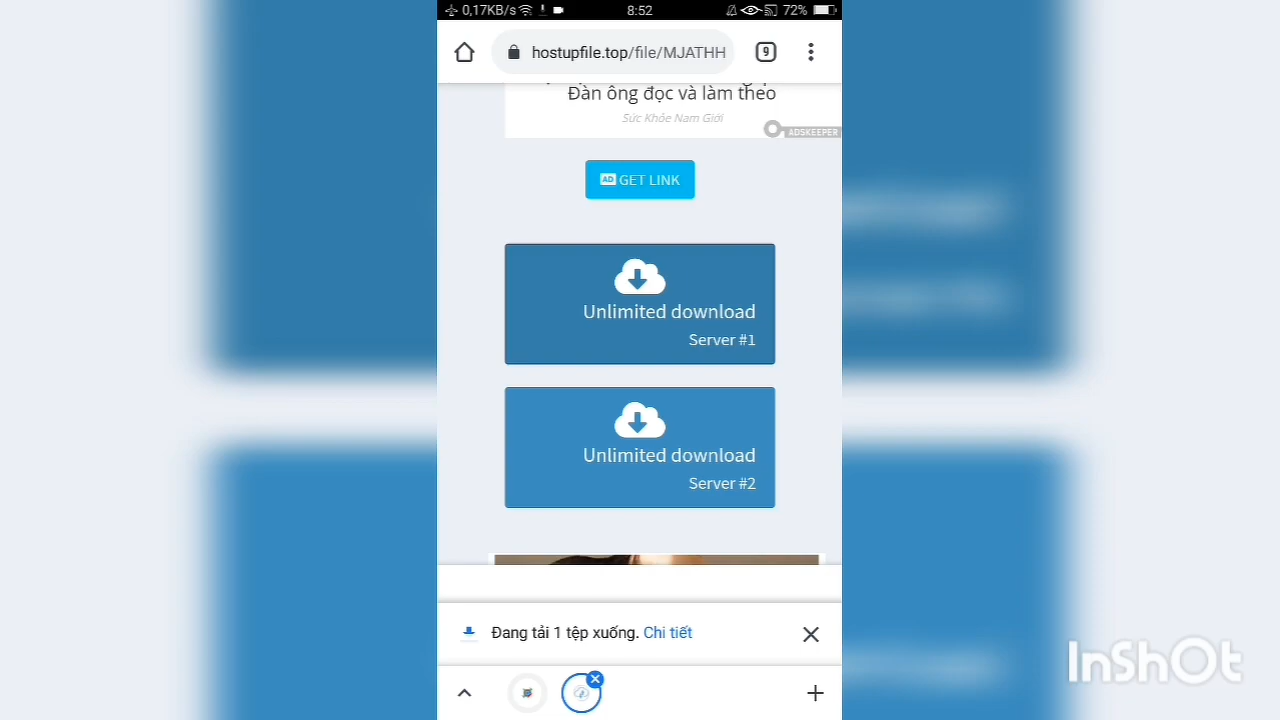 0,17KB/s
8:52
72%
hostupfile.top/file/MJATHH
9
Đàn ông đọc và làm theo
Sức Khỏe Nam Giới
ADSKEEPER
AD GET LINK
Unlimited download
Server #1
Unlimited download
Server #2
Đang tải 1 tệp xuống. Chi tiết
InShOt